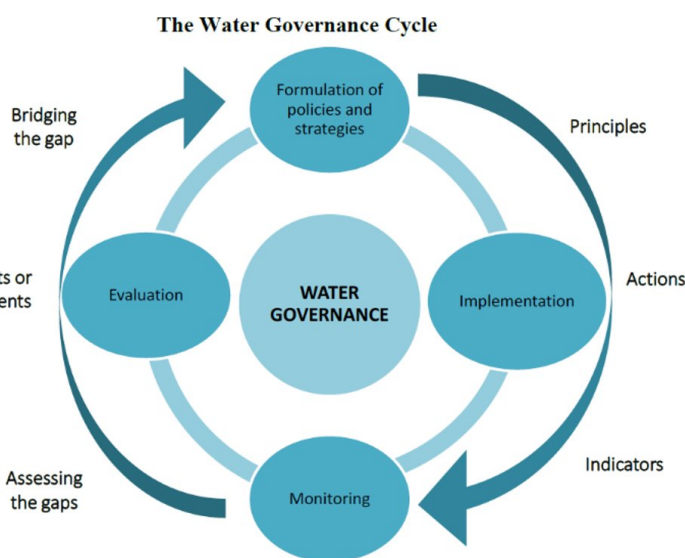 The Water Governance Cycle
Formulation of
policies and
strategies
Bridging
the gap
Principles
Evaluation
WATER
GOVERNANCE
Implementation
Actions
Assessing
the gaps
Monitoring
Indicators